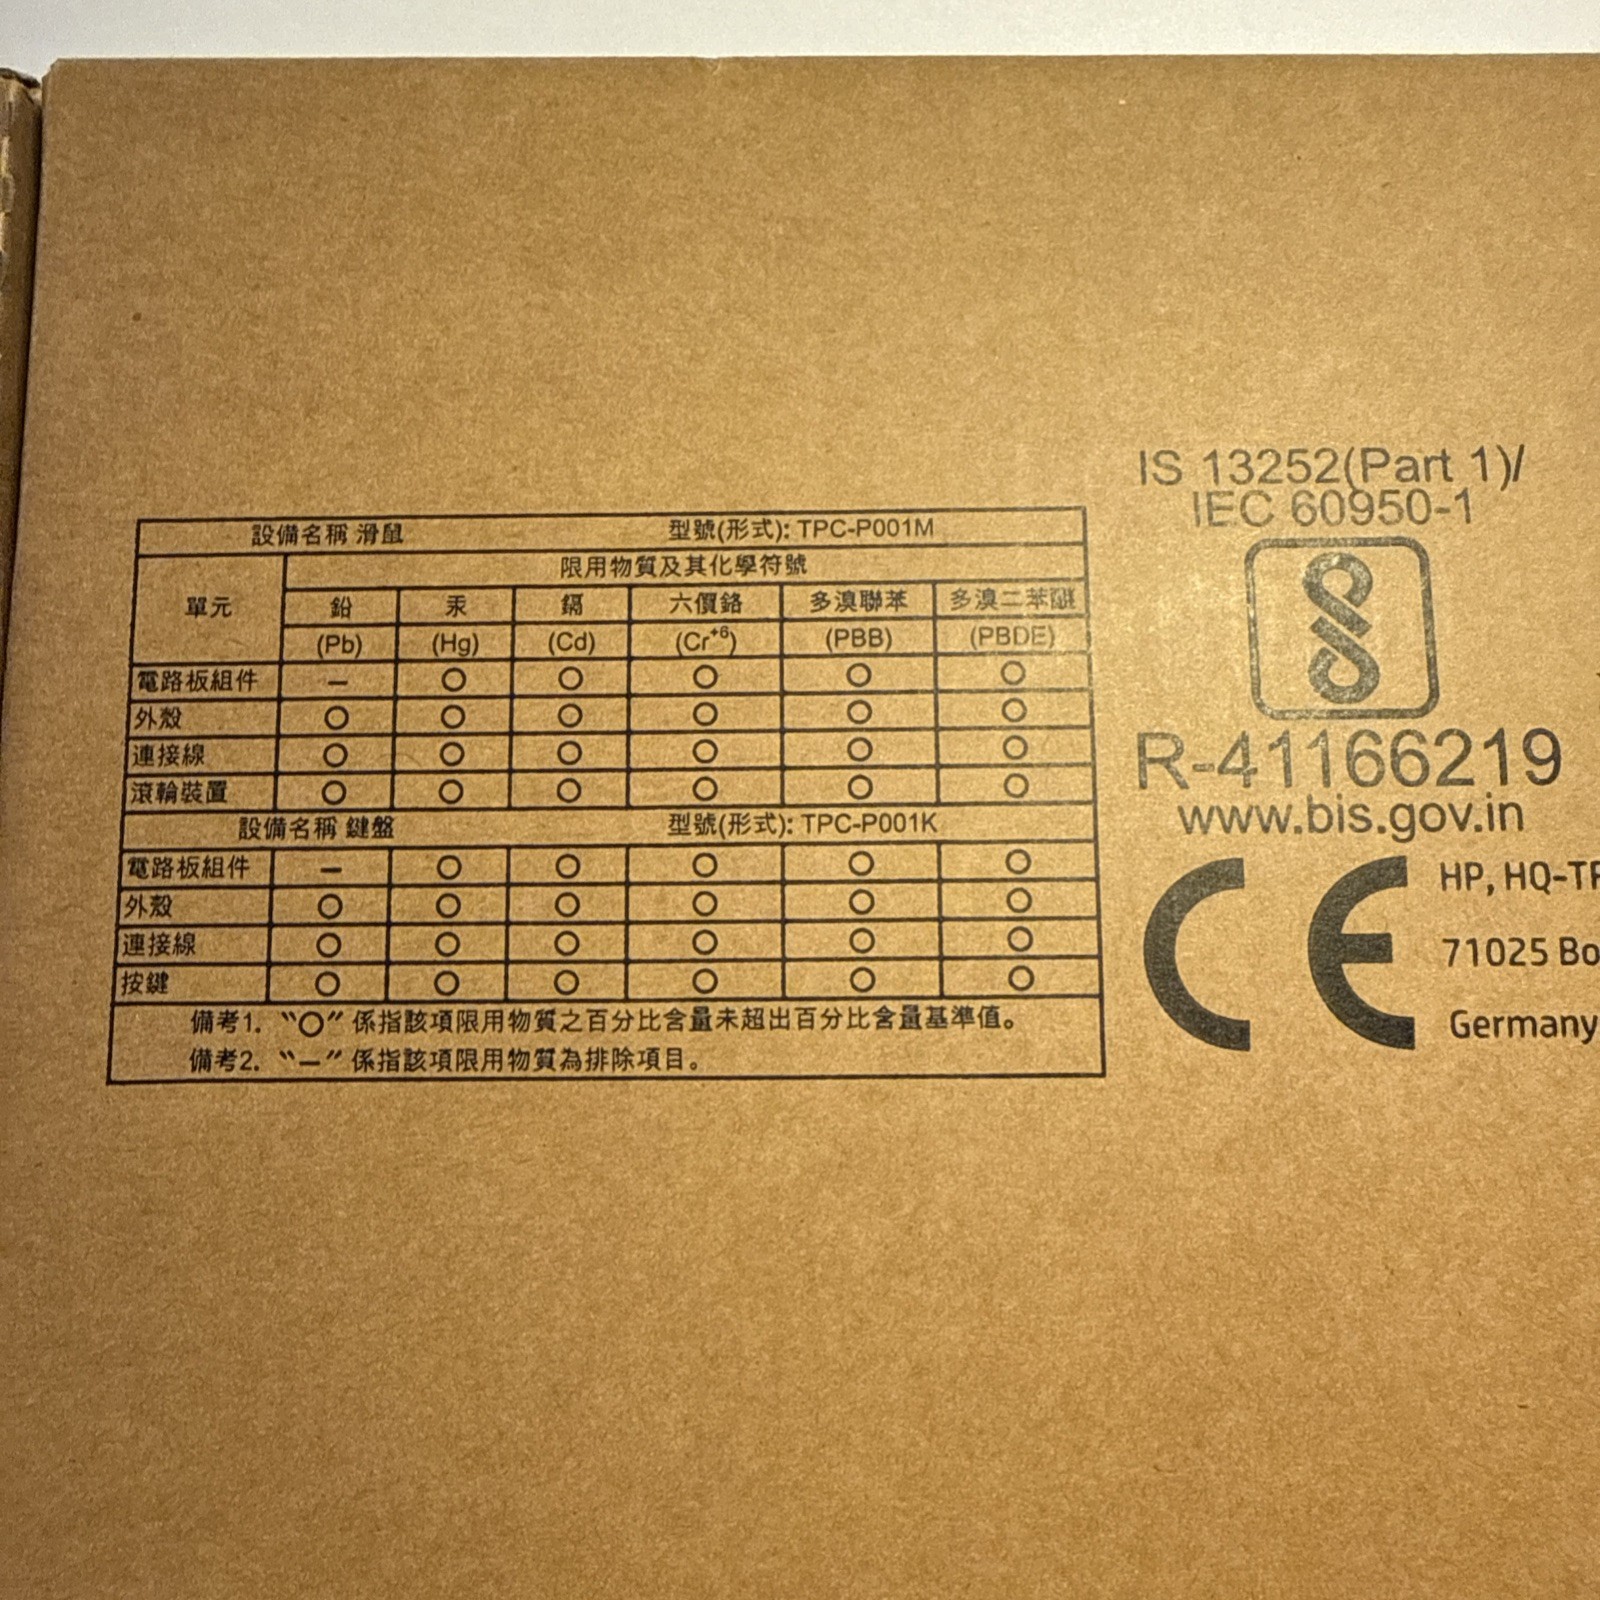 設備名稱 滑鼠 型號(形式): TPC-P001M
單元 限用物質及其化學符號
鉛 汞 鎘 六價鉻 多溴聯苯 多溴二苯醚
(Pb) (Hg) (Cd) (Cr⁺⁶) (PBB) (PBDE)
電路板組件 — ○ ○ ○ ○ ○
外殼 ○ ○ ○ ○ ○ ○
連接線 ○ ○ ○ ○ ○ ○
滾輪裝置 ○ ○ ○ ○ ○ ○
設備名稱 鍵盤 型號(形式): TPC-P001K
電路板組件 — ○ ○ ○ ○ ○
外殼 ○ ○ ○ ○ ○ ○
連接線 ○ ○ ○ ○ ○ ○
按鍵 ○ ○ ○ ○ ○ ○
備考1. "○" 係指該項限用物質之百分比含量未超出百分比含量基準值。
備考2. "—" 係指該項限用物質為排除項目。
IS 13252(Part 1)/
IEC 60950-1
R-41166219
www.bis.gov.in
CE
HP, HQ-TR
71025 Bo
Germany